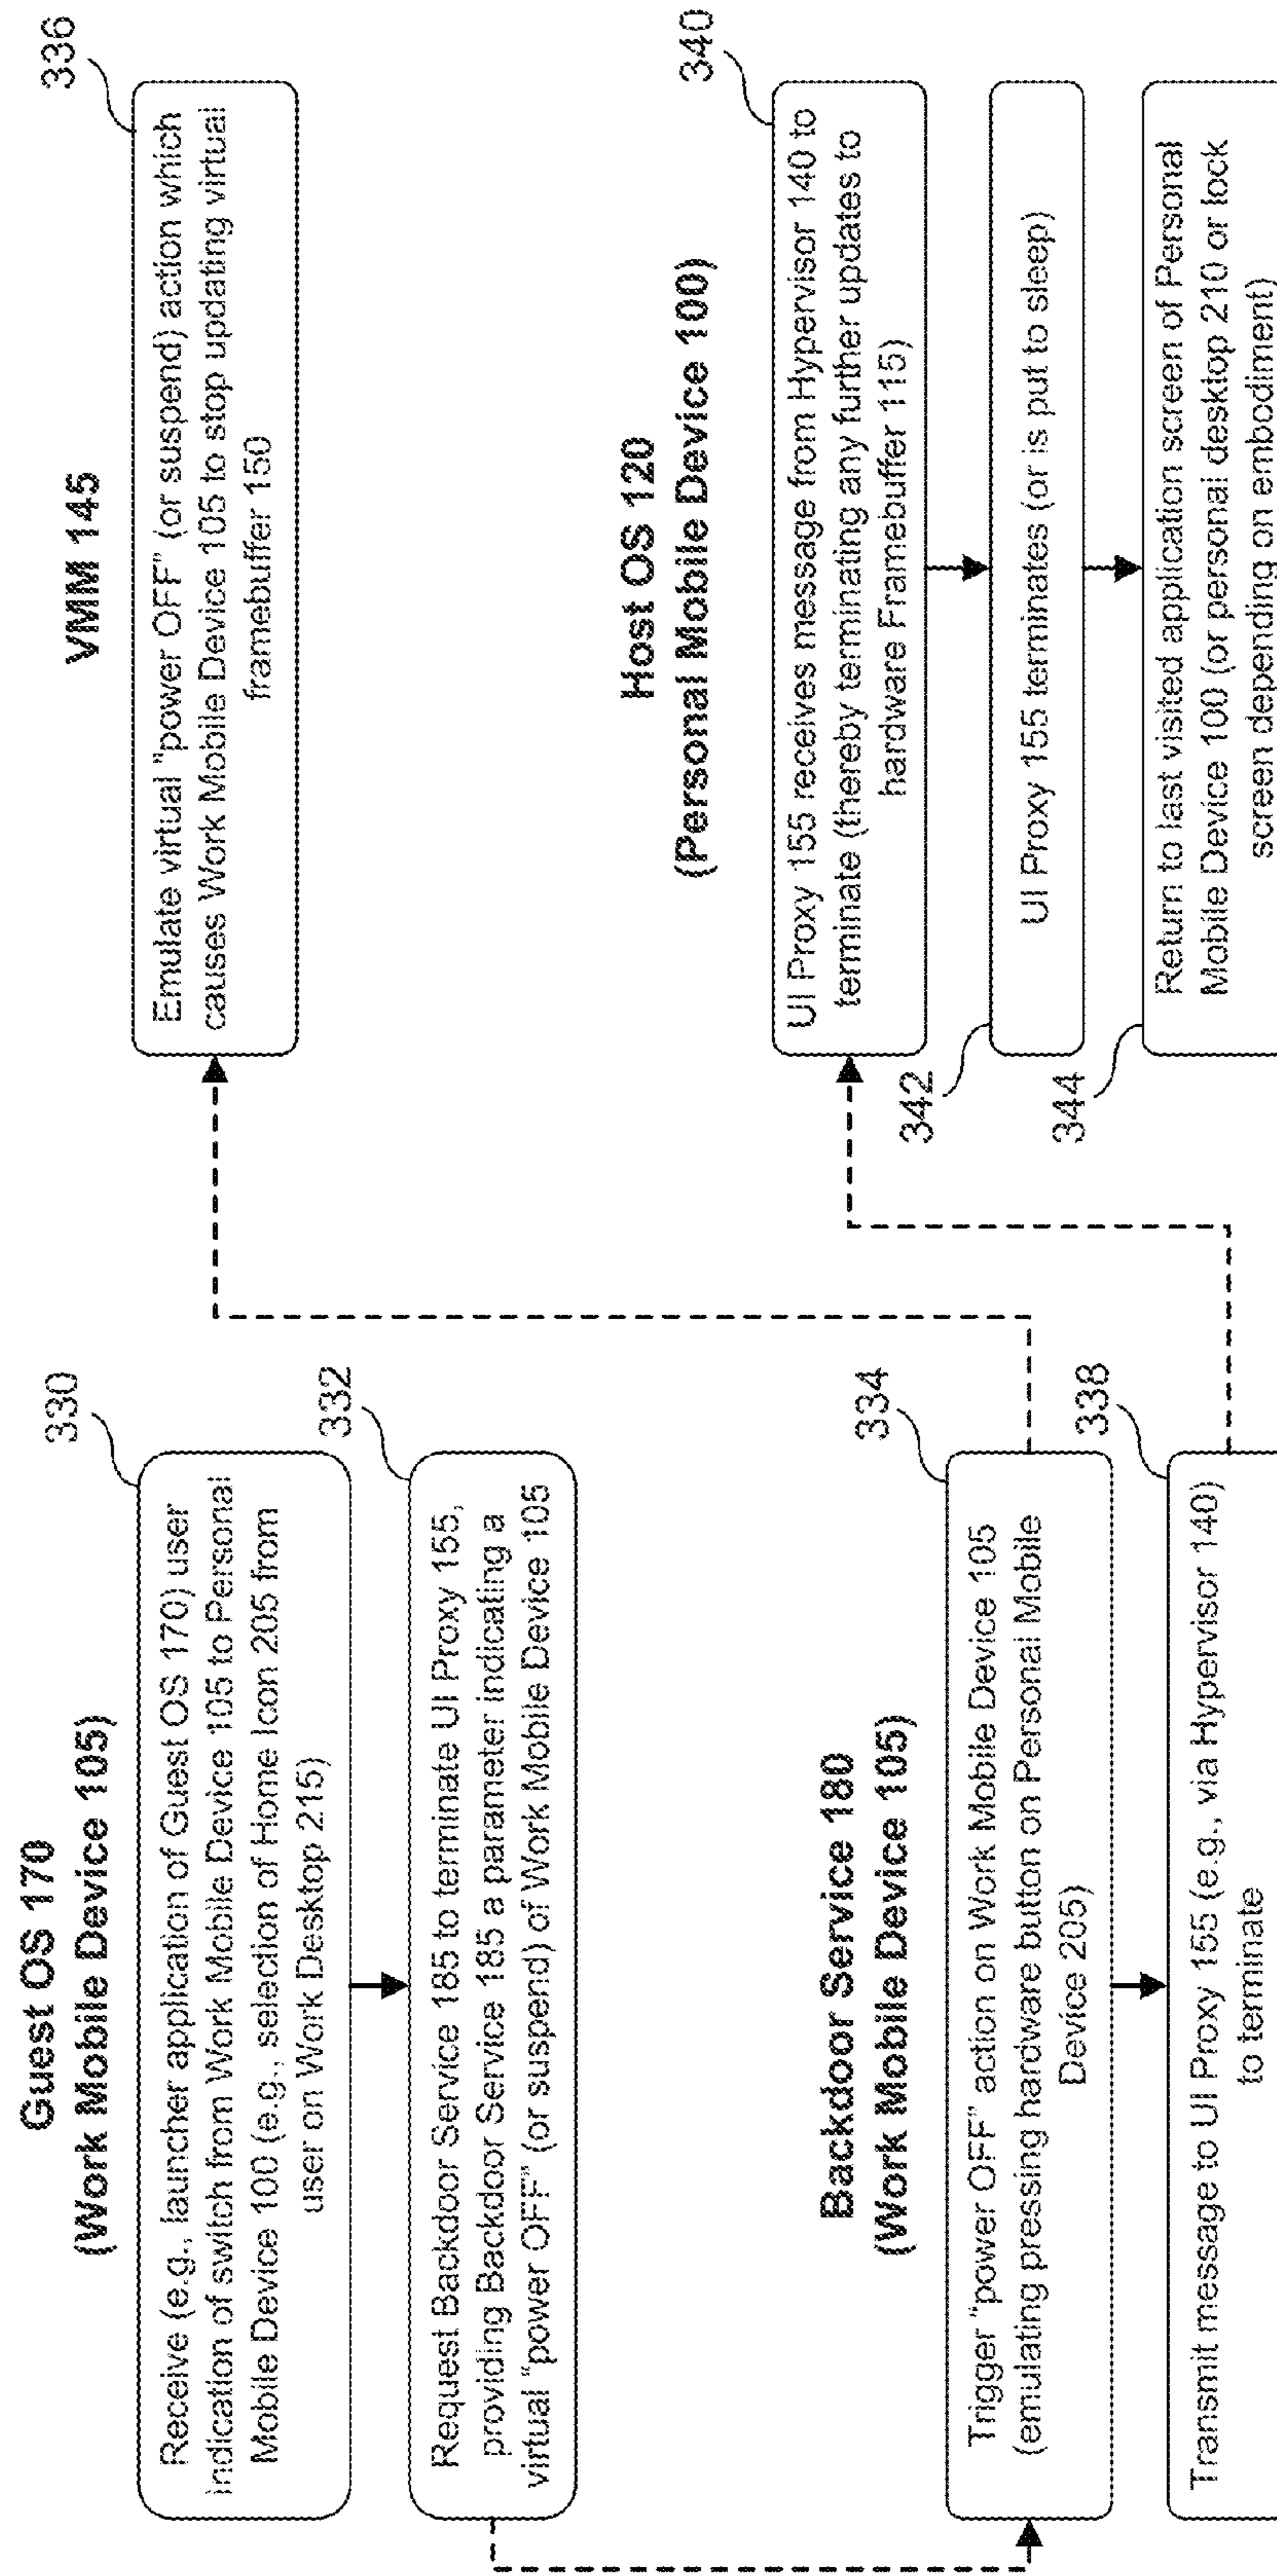 Guest OS 170
(Work Mobile Device 105)
330
Receive (e.g., launcher application of Guest OS 170) user
indication of switch from Work Mobile Device 105 to Personal
Mobile Device 100 (e.g., selection of Home Icon 205 from
user on Work Desktop 215)
332
Request Backdoor Service 185 to terminate UI Proxy 155,
providing Backdoor Service 185 a parameter indicating a
virtual "power OFF" (or suspend) of Work Mobile Device 105
Backdoor Service 180
(Work Mobile Device 105)
334
Trigger "power OFF" action on Work Mobile Device 105
(emulating pressing hardware button on Personal Mobile
Device 205)
338
Transmit message to UI Proxy 155 (e.g., via Hypervisor 140)
to terminate
VMM 145
336
Emulate virtual "power OFF" (or suspend) action which
causes Work Mobile Device 105 to stop updating virtual
framebuffer 150
Host OS 120
(Personal Mobile Device 100)
340
UI Proxy 155 receives message from Hypervisor 140 to
terminate (thereby terminating any further updates to
hardware Framebuffer 115)
342
UI Proxy 155 terminates (or is put to sleep)
344
Return to last visited application screen of Personal
Mobile Device 100 (or personal desktop 210 or lock
screen depending on embodiment)